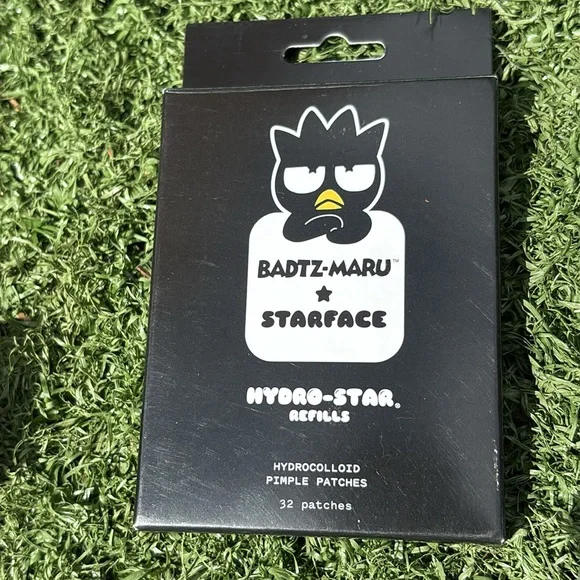 BADTZ-MARU™
★
STARFACE
HYDRO-STAR®
REFILLS
HYDROCOLLOID
PIMPLE PATCHES
32 patches